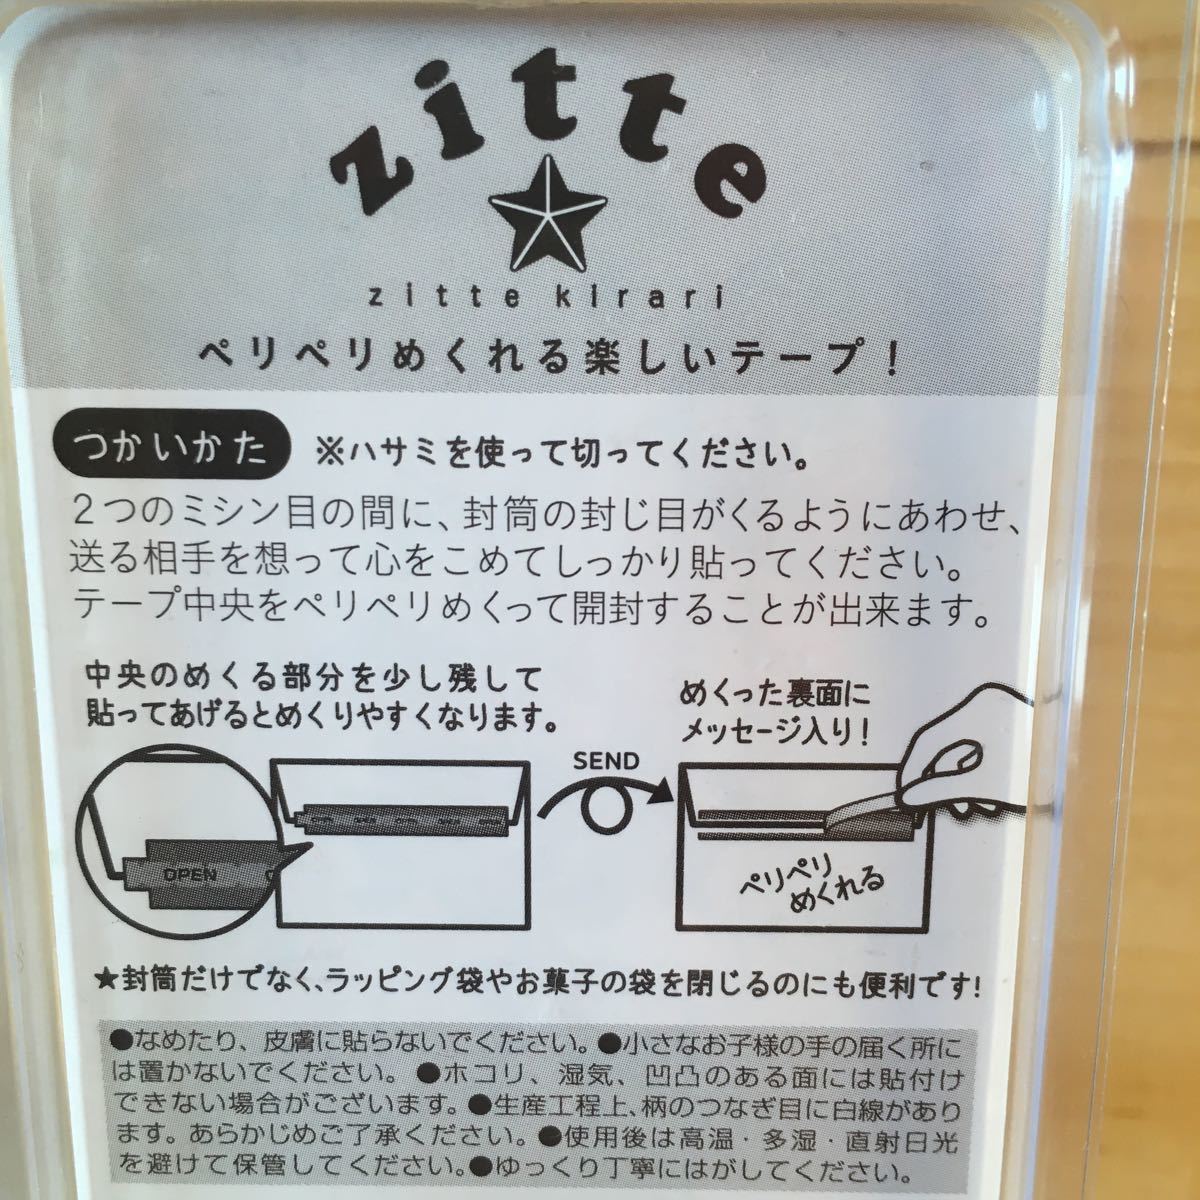 zitte
zitte kirari
ペリペリめくれる楽しいテープ！
つかいかた ※ハサミを使って切ってください。
2つのミシン目の間に、封筒の封じ目がくるようにあわせ、
送る相手を想って心をこめてしっかり貼ってください。
テープ中央をペリペリめくって開封することが出来ます。
中央のめくる部分を少し残して
貼ってあげるとめくりやすくなります。
めくった裏面に
メッセージ入り！
SEND
OPEN
OPEN OPEN OPEN OPEN OPEN
ペリペリ
めくれる
★封筒だけでなく、ラッピング袋やお菓子の袋を閉じるのにも便利です！
●なめたり、皮膚に貼らないでください。●小さなお子様の手の届く所に
は置かないでください。●ホコリ、湿気、凹凸のある面には貼付け
できない場合がございます。●生産工程上、柄のつなぎ目に白線があり
ます。あらかじめご了承ください。●使用後は高温・多湿・直射日光
を避けて保管してください。●ゆっくり丁寧にはがしてください。